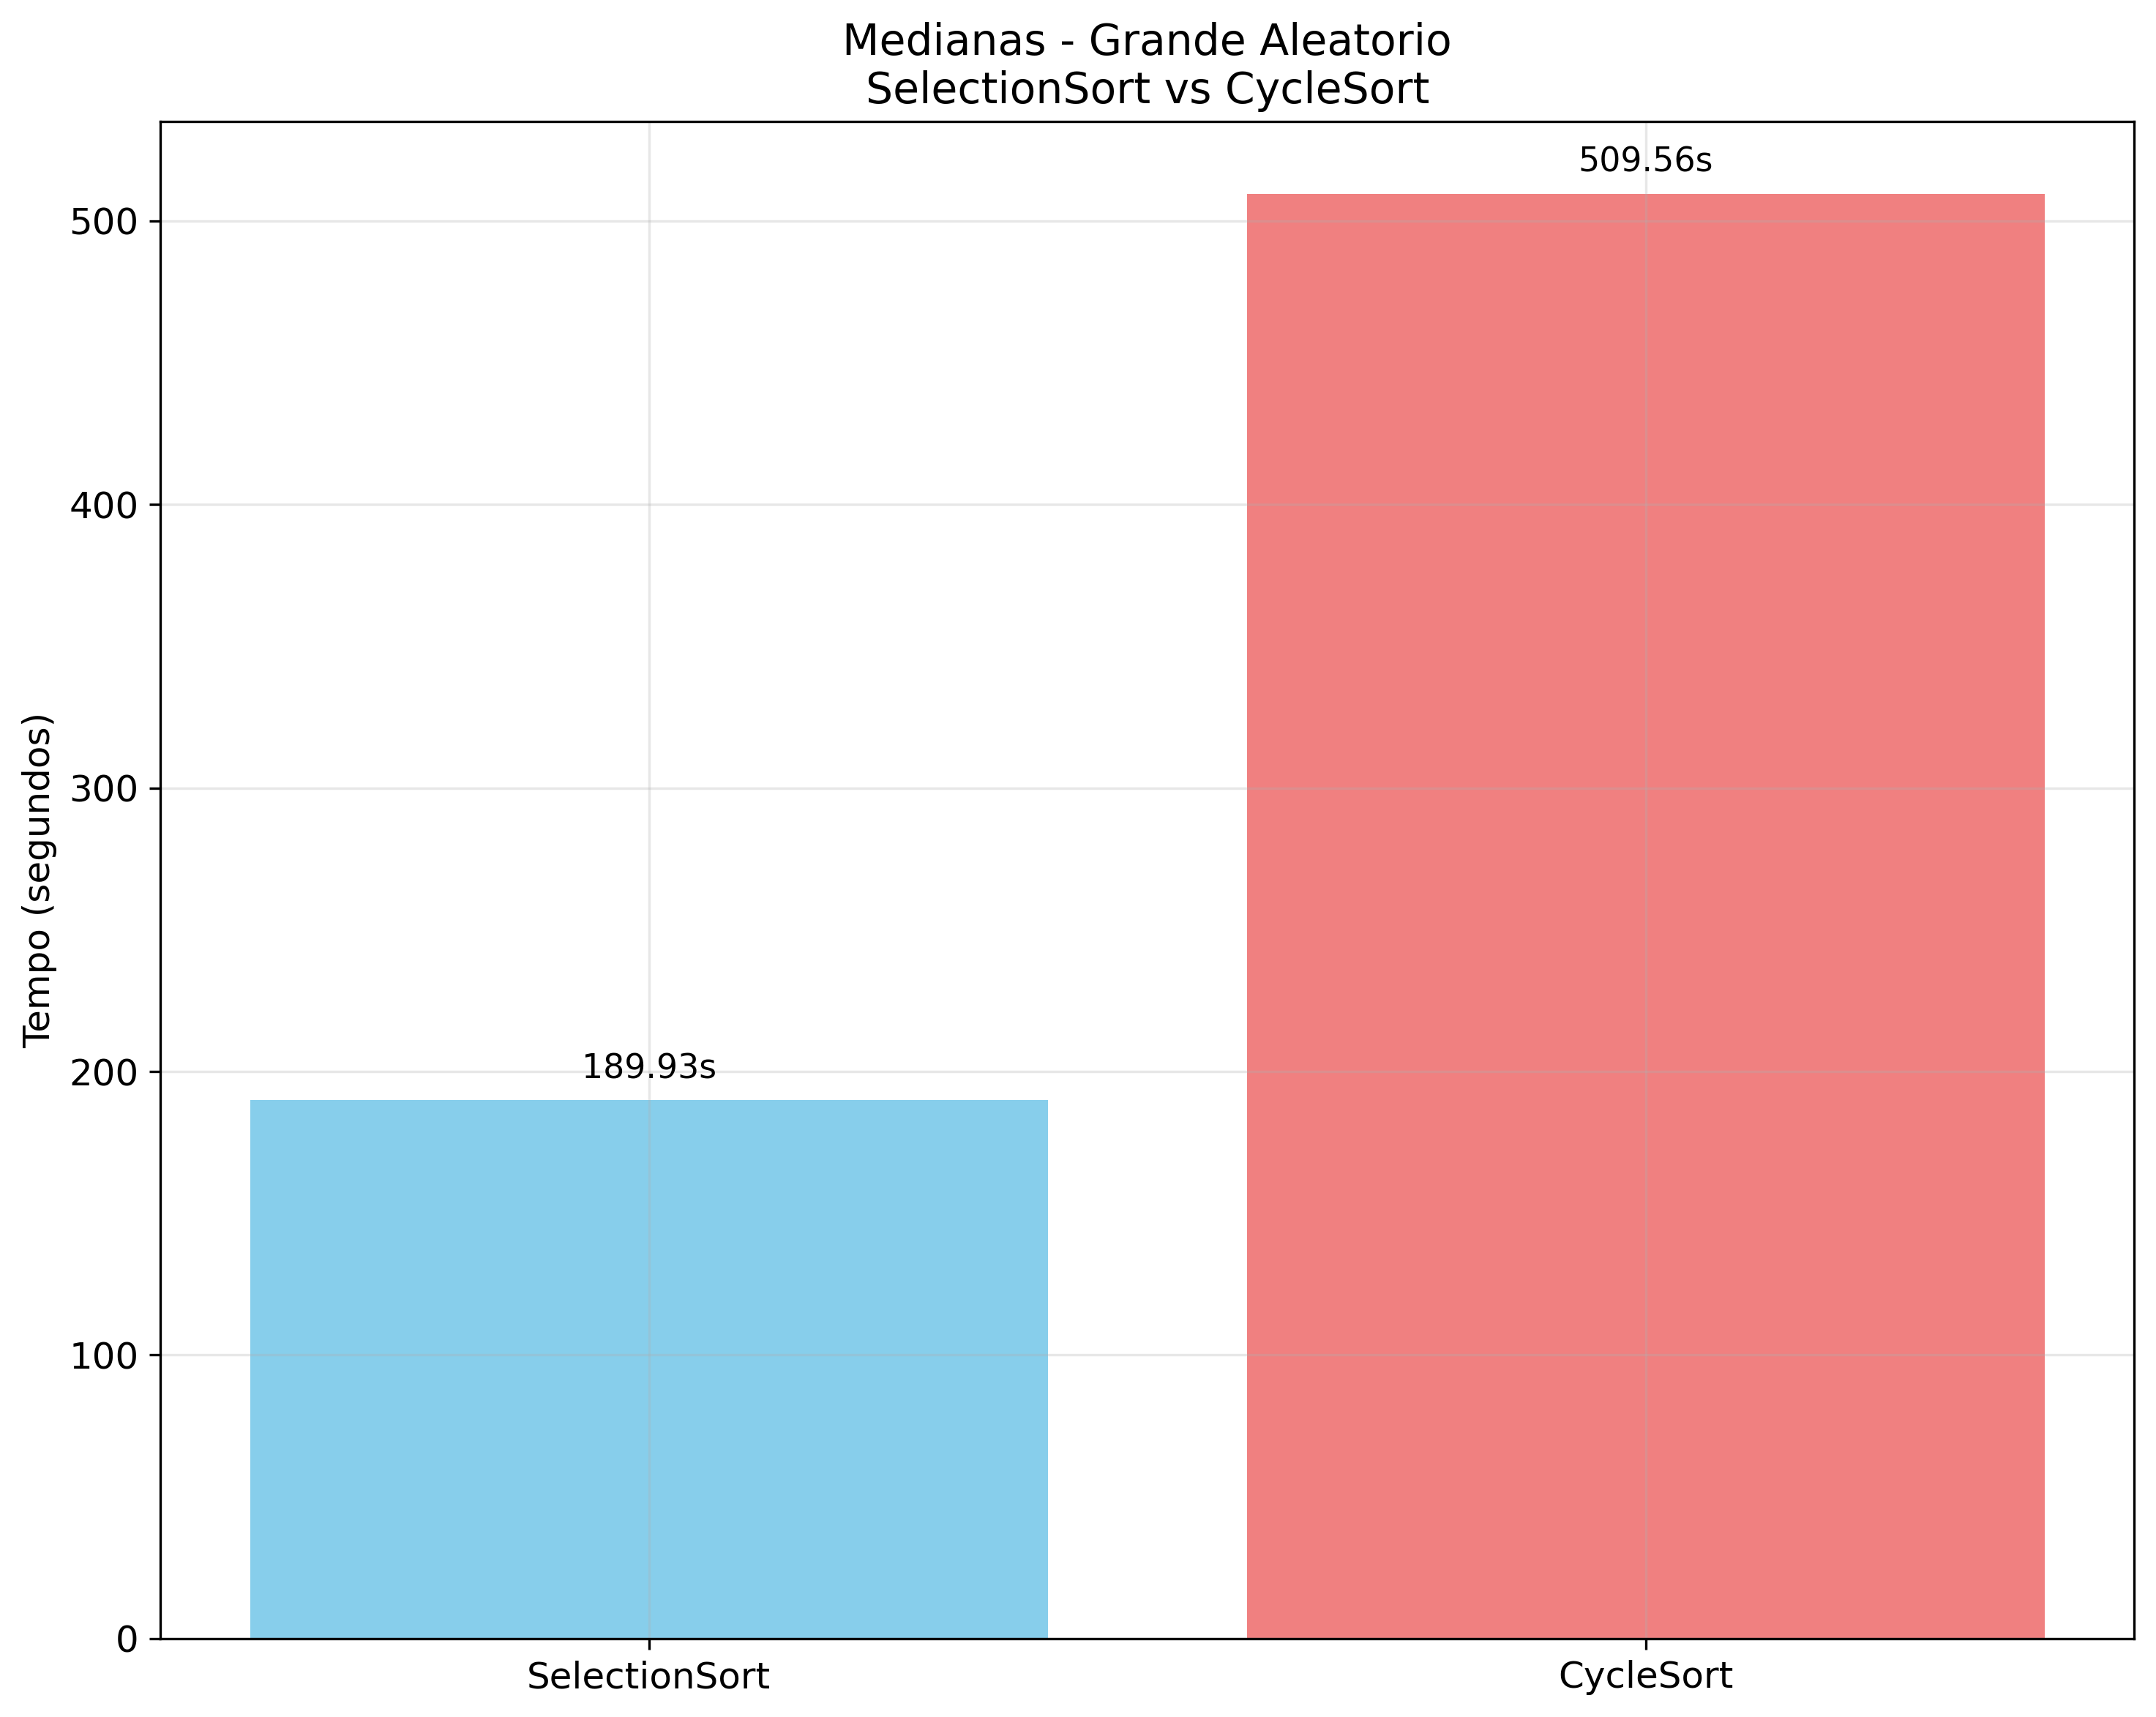 Medianas - Grande Aleatorio
SelectionSort vs CycleSort
509.56s
500
400
300
200
189.93s
100
0
Tempo (segundos)
SelectionSort
CycleSort